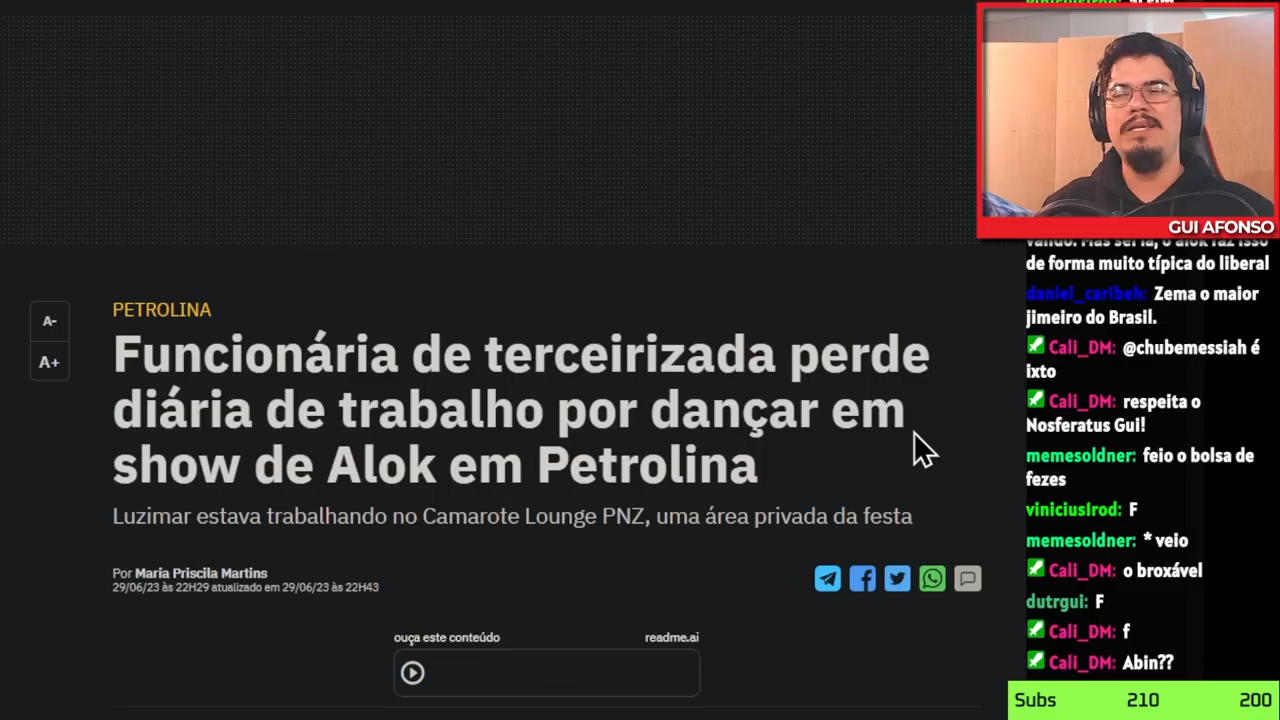 A-
A+
PETROLINA
Funcionária de terceirizada perde
diária de trabalho por dançar em
show de Alok em Petrolina
Luzimar estava trabalhando no Camarote Lounge PNZ, uma área privada da festa
Por Maria Priscila Martins
29/06/23 às 22H29 atualizado em 29/06/23 às 22H43
ouça este conteúdo
readme.ai
GUI AFONSO
de forma muito típica do liberal
daniel_caribeh: Zema o maior
jimeiro do Brasil.
Cali_DM: @chubemessiah é
ixto
Cali_DM: respeita o
Nosferatus Gui!
memesoldner: feio o bolsa de
fezes
viniciuslrod: F
memesoldner: * veio
Cali_DM: o broxável
dutrgui: F
Cali_DM: f
Cali_DM: Abin??
Subs 210 200